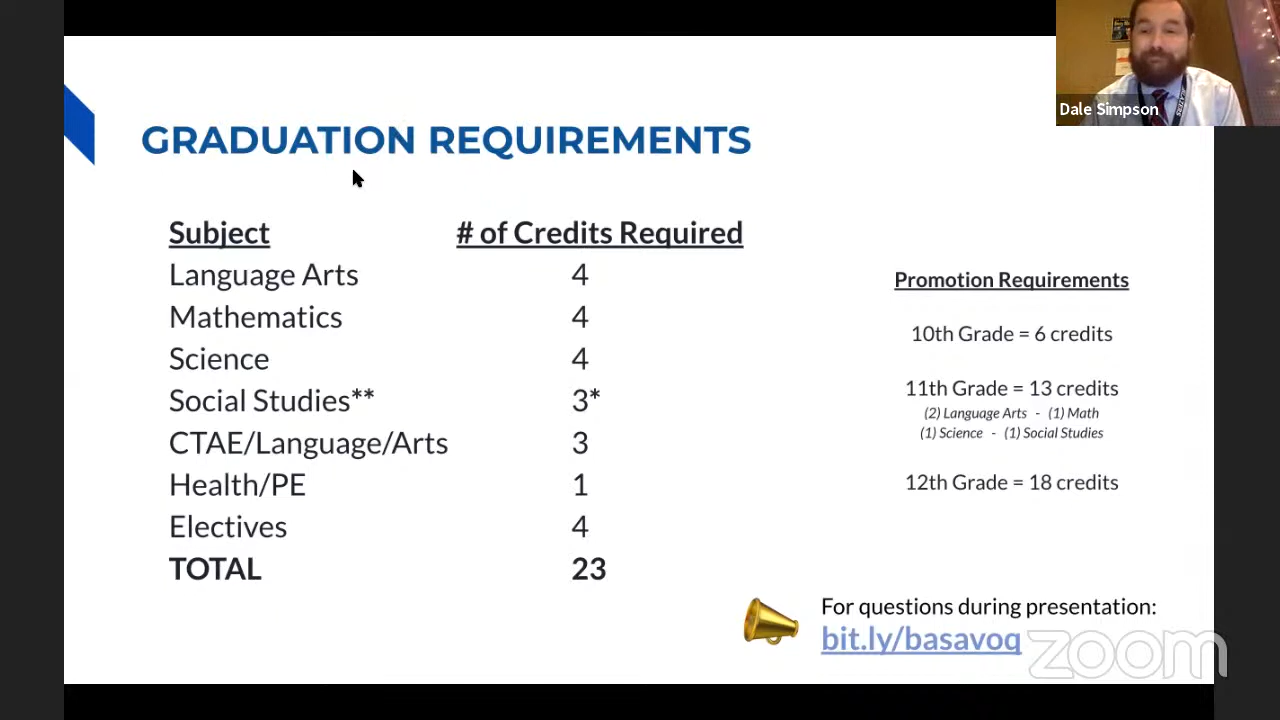 Dale Simpson
GRADUATION REQUIREMENTS
Subject # of Credits Required
Language Arts 4
Mathematics 4
Science 4
Social Studies** 3*
CTAE/Language/Arts 3
Health/PE 1
Electives 4
TOTAL 23
Promotion Requirements
10th Grade = 6 credits
11th Grade = 13 credits
(2) Language Arts - (1) Math
(1) Science - (1) Social Studies
12th Grade = 18 credits
For questions during presentation:
bit.ly/basavoq
zoom